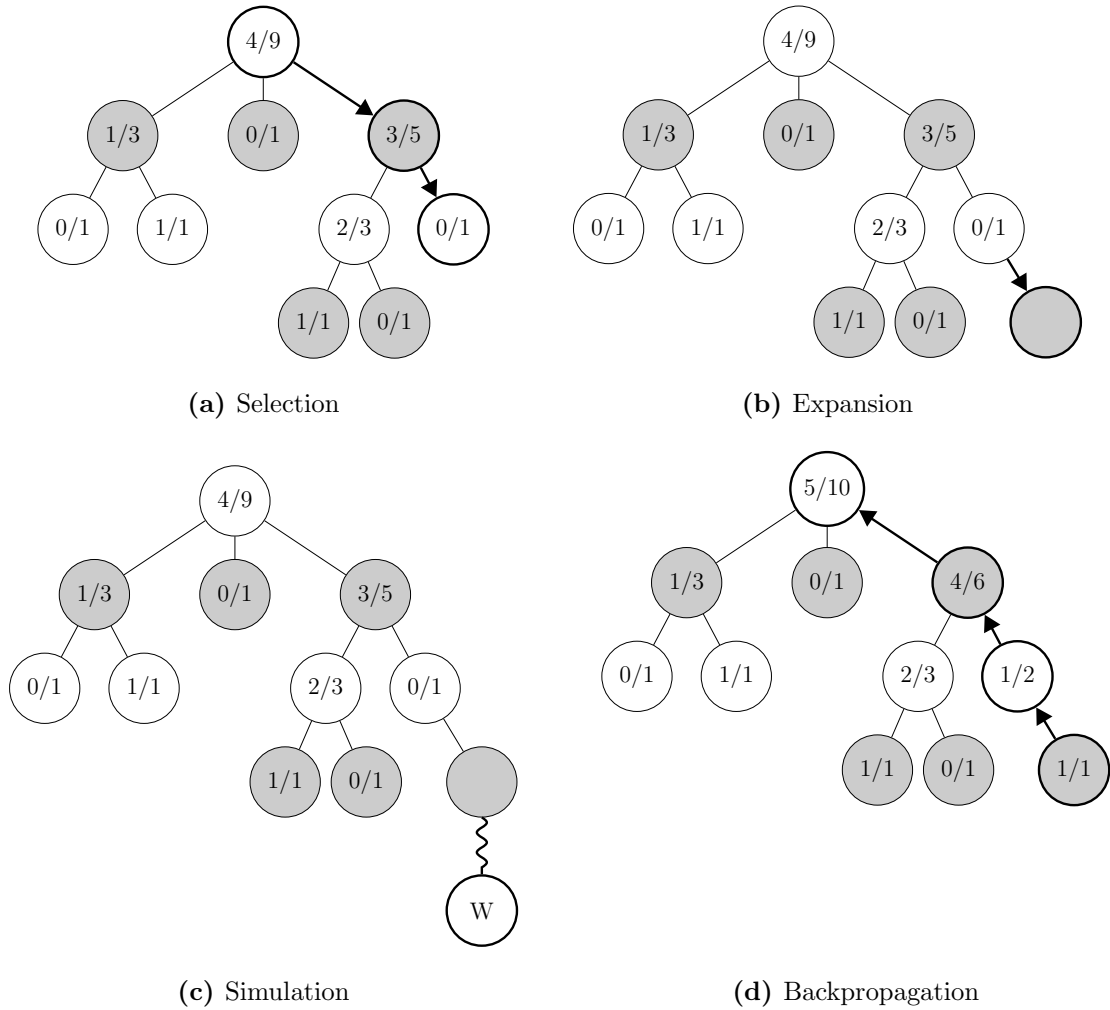 4/9
1/3 0/1 3/5
0/1 1/1 2/3 0/1
1/1 0/1
(a) Selection
4/9
1/3 0/1 3/5
0/1 1/1 2/3 0/1
1/1 0/1
(b) Expansion
4/9
1/3 0/1 3/5
0/1 1/1 2/3 0/1
1/1 0/1
W
(c) Simulation
5/10
1/3 0/1 4/6
0/1 1/1 2/3 1/2
1/1 0/1 1/1
(d) Backpropagation